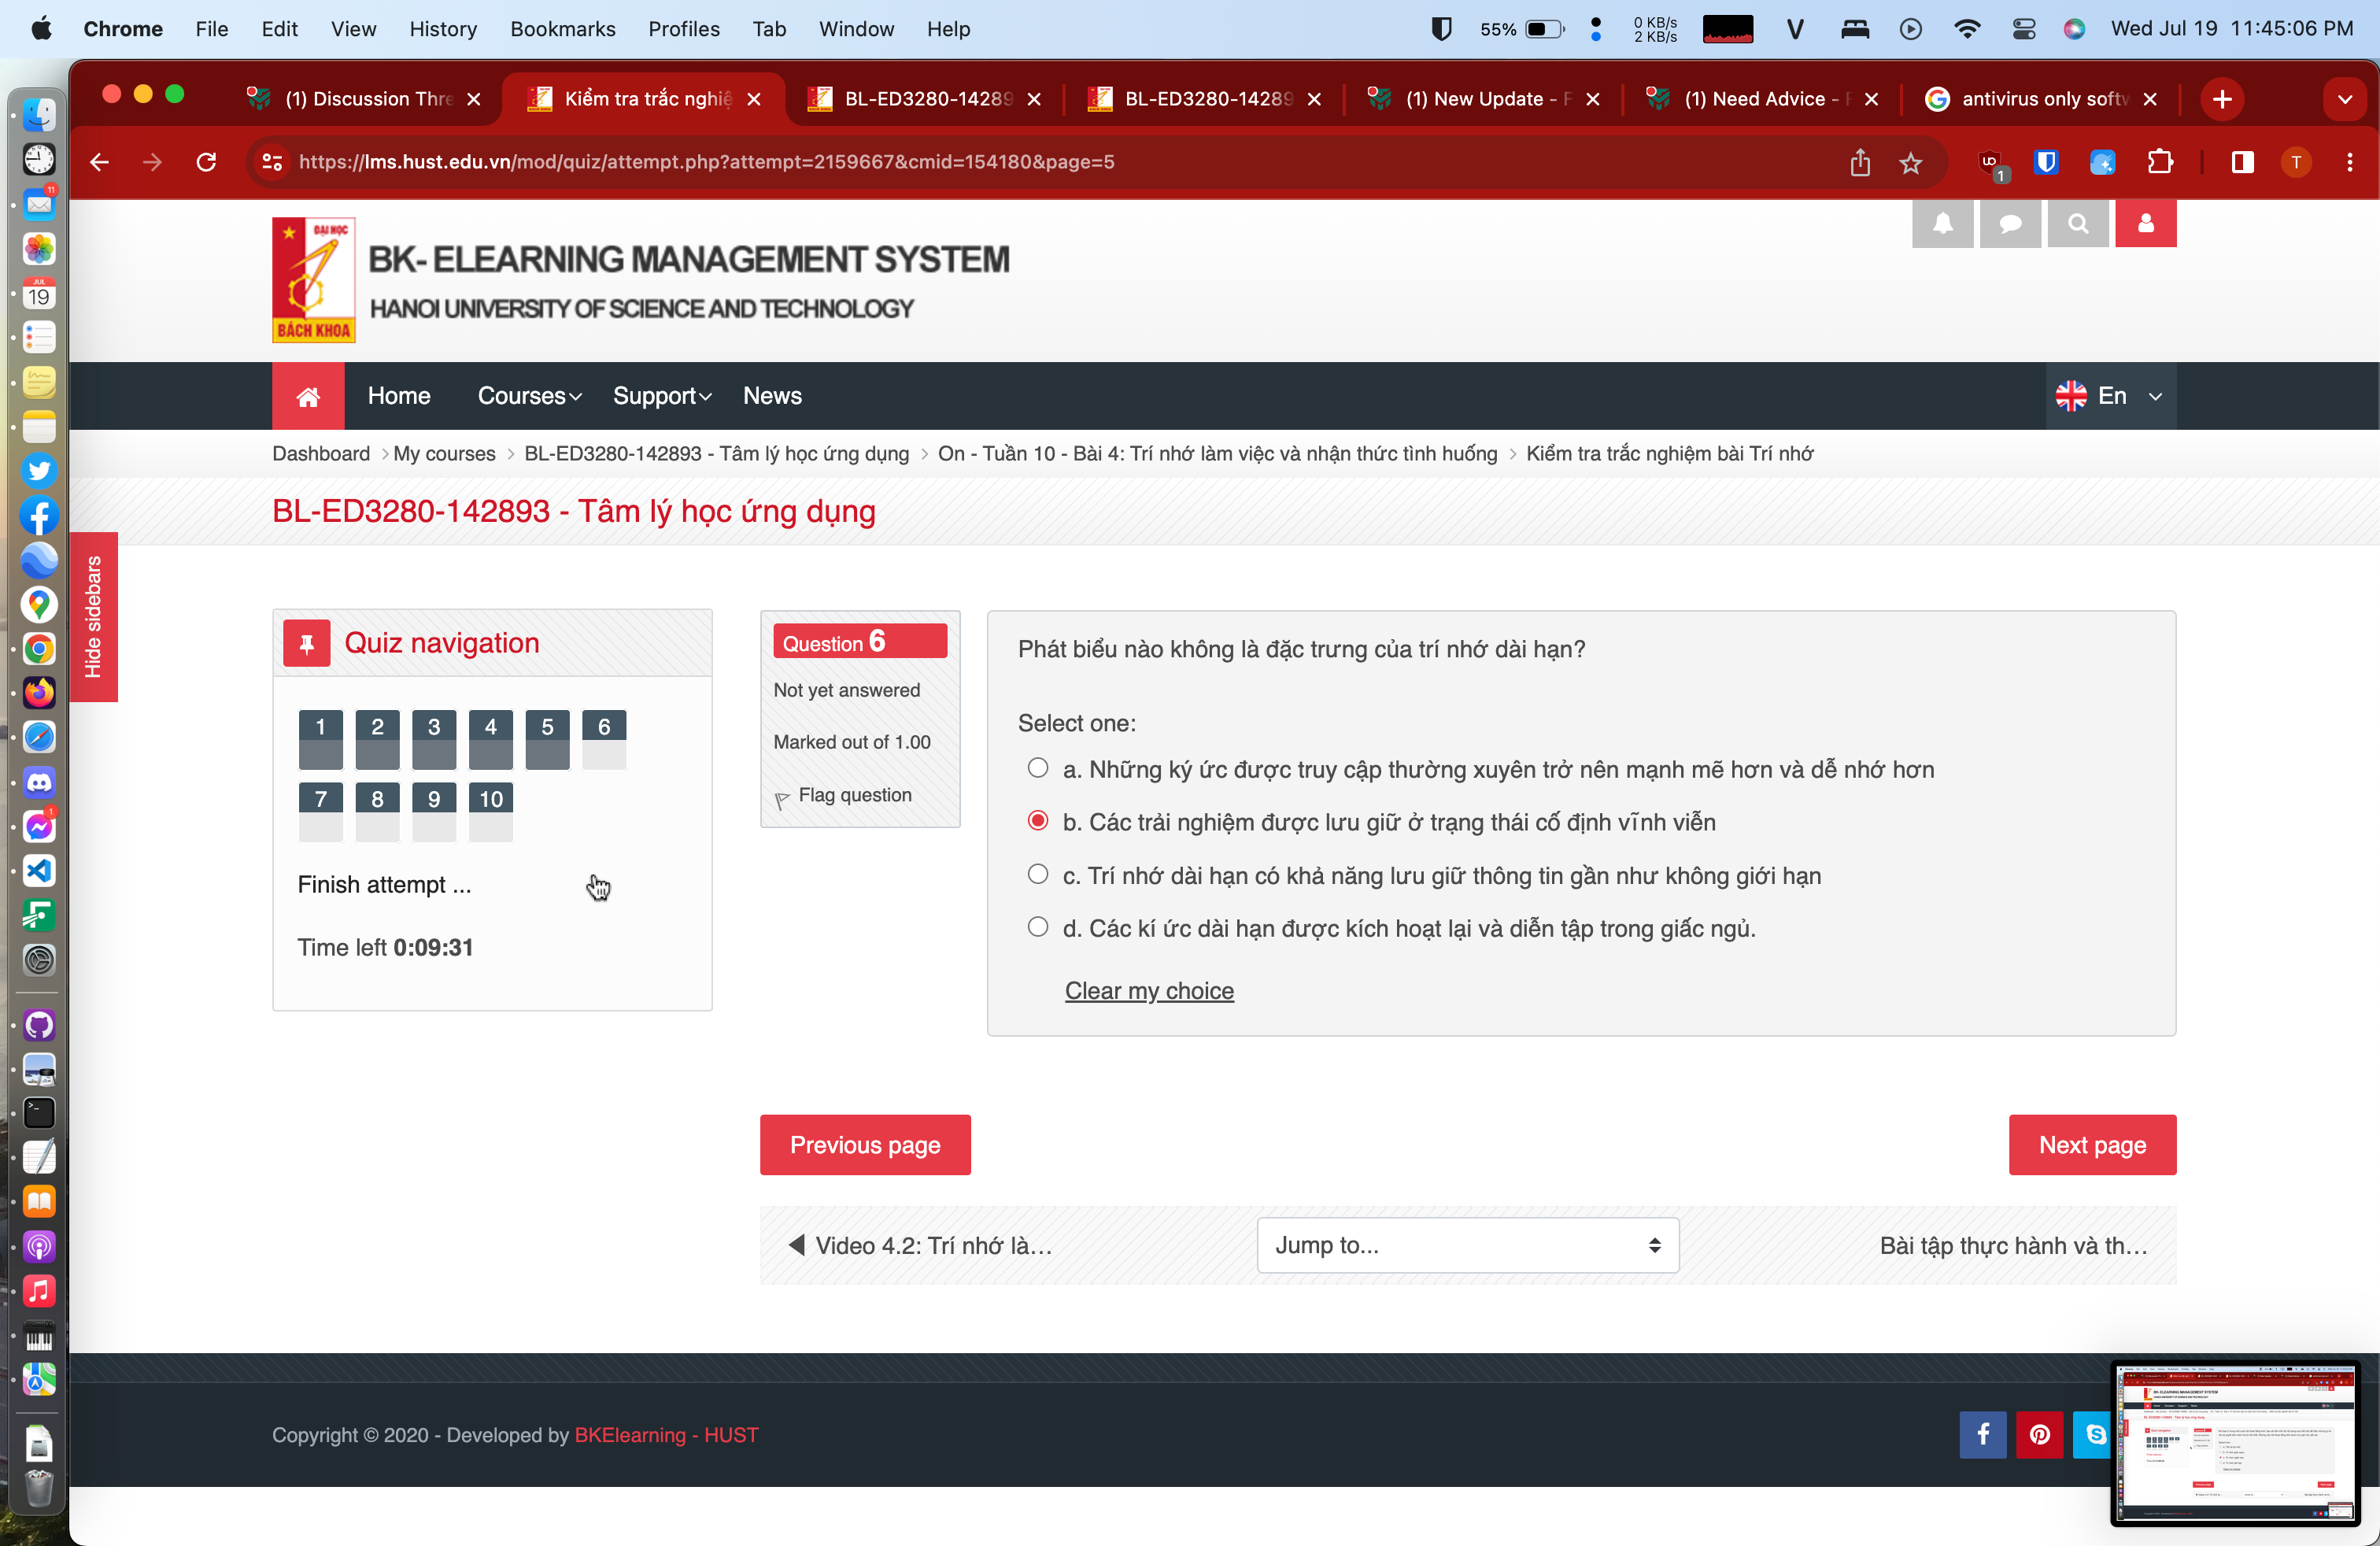 Chrome File Edit View History Bookmarks Profiles Tab Window Help 55% 0 KB/s 2 KB/s Wed Jul 19 11:45:06 PM
(1) Discussion Thre
Kiểm tra trắc nghiệ
BL-ED3280-14289
BL-ED3280-14289
(1) New Update - F
(1) Need Advice - F
antivirus only softw
https://lms.hust.edu.vn/mod/quiz/attempt.php?attempt=2159667&cmid=154180&page=5
1
T
11
JUL
19
1
ĐẠI HỌC
BÁCH KHOA
BK- ELEARNING MANAGEMENT SYSTEM
HANOI UNIVERSITY OF SCIENCE AND TECHNOLOGY
Home Courses Support News En
Dashboard > My courses > BL-ED3280-142893 - Tâm lý học ứng dụng > On - Tuần 10 - Bài 4: Trí nhớ làm việc và nhận thức tình huống > Kiểm tra trắc nghiệm bài Trí nhớ
BL-ED3280-142893 - Tâm lý học ứng dụng
Hide sidebars
Quiz navigation
1 2 3 4 5 6
7 8 9 10
Finish attempt ...
Time left 0:09:31
Question 6
Not yet answered
Marked out of 1.00
Flag question
Phát biểu nào không là đặc trưng của trí nhớ dài hạn?
Select one:
a. Những ký ức được truy cập thường xuyên trở nên mạnh mẽ hơn và dễ nhớ hơn
b. Các trải nghiệm được lưu giữ ở trạng thái cố định vĩnh viễn
c. Trí nhớ dài hạn có khả năng lưu giữ thông tin gần như không giới hạn
d. Các kí ức dài hạn được kích hoạt lại và diễn tập trong giấc ngủ.
Clear my choice
Previous page
Next page
◀ Video 4.2: Trí nhớ là...
Jump to...
Bài tập thực hành và th...
Copyright © 2020 - Developed by BKElearning - HUST